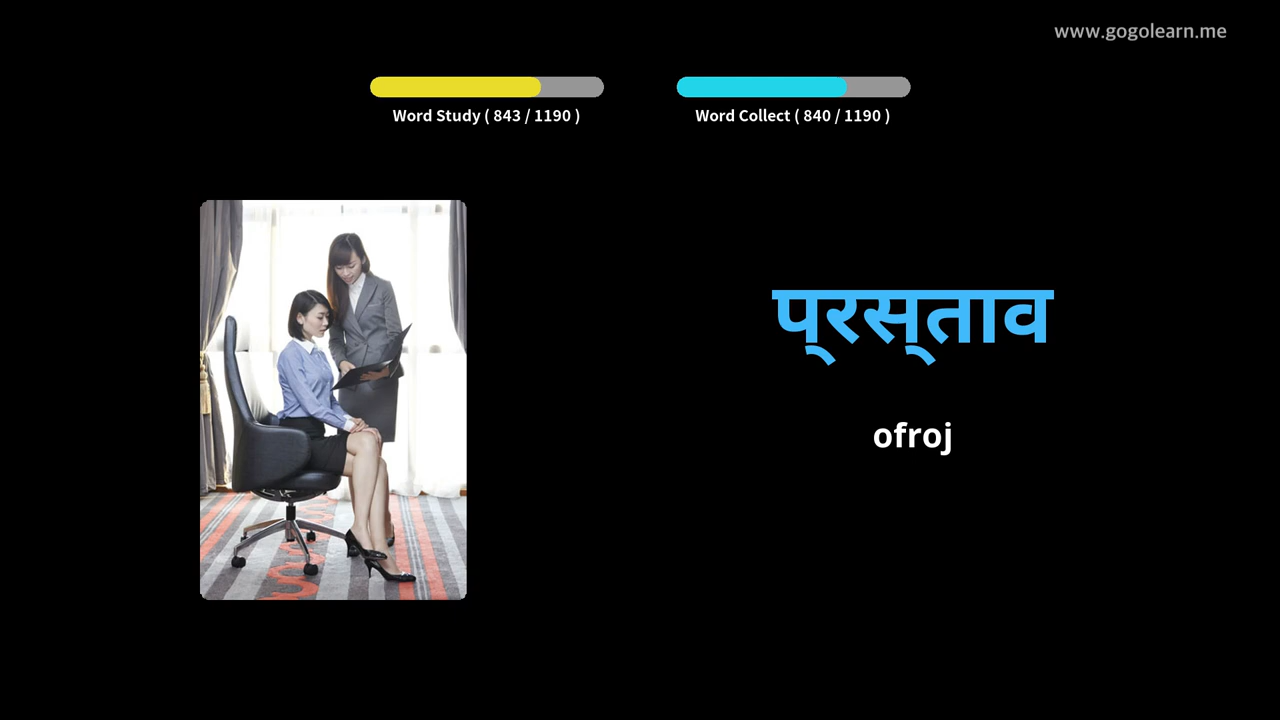 www.gogolearn.me
Word Study ( 843 / 1190 )
Word Collect ( 840 / 1190 )
प्रस्ताव
ofroj